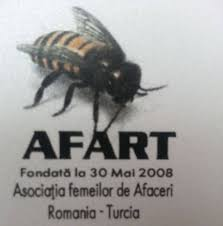 AFART
Fondată la 30 Mai 2008
Asociația femeilor de Afaceri
Romania - Turcia